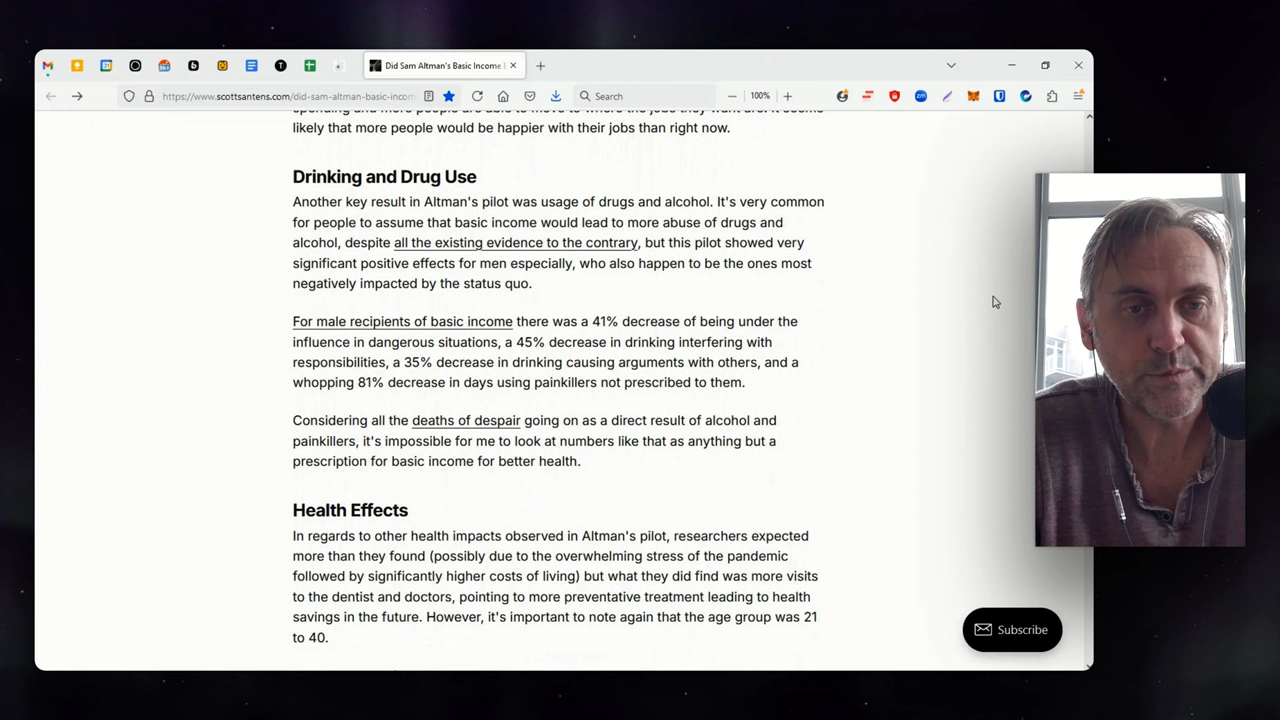 Did Sam Altman's Basic Income E
https://www.scottsantens.com/did-sam-altman-basic-incom
Search
100%
likely that more people would be happier with their jobs than right now.
Drinking and Drug Use
Another key result in Altman's pilot was usage of drugs and alcohol. It's very common
for people to assume that basic income would lead to more abuse of drugs and
alcohol, despite all the existing evidence to the contrary, but this pilot showed very
significant positive effects for men especially, who also happen to be the ones most
negatively impacted by the status quo.
For male recipients of basic income there was a 41% decrease of being under the
influence in dangerous situations, a 45% decrease in drinking interfering with
responsibilities, a 35% decrease in drinking causing arguments with others, and a
whopping 81% decrease in days using painkillers not prescribed to them.
Considering all the deaths of despair going on as a direct result of alcohol and
painkillers, it's impossible for me to look at numbers like that as anything but a
prescription for basic income for better health.
Health Effects
In regards to other health impacts observed in Altman's pilot, researchers expected
more than they found (possibly due to the overwhelming stress of the pandemic
followed by significantly higher costs of living) but what they did find was more visits
to the dentist and doctors, pointing to more preventative treatment leading to health
savings in the future. However, it's important to note again that the age group was 21
to 40.
Subscribe